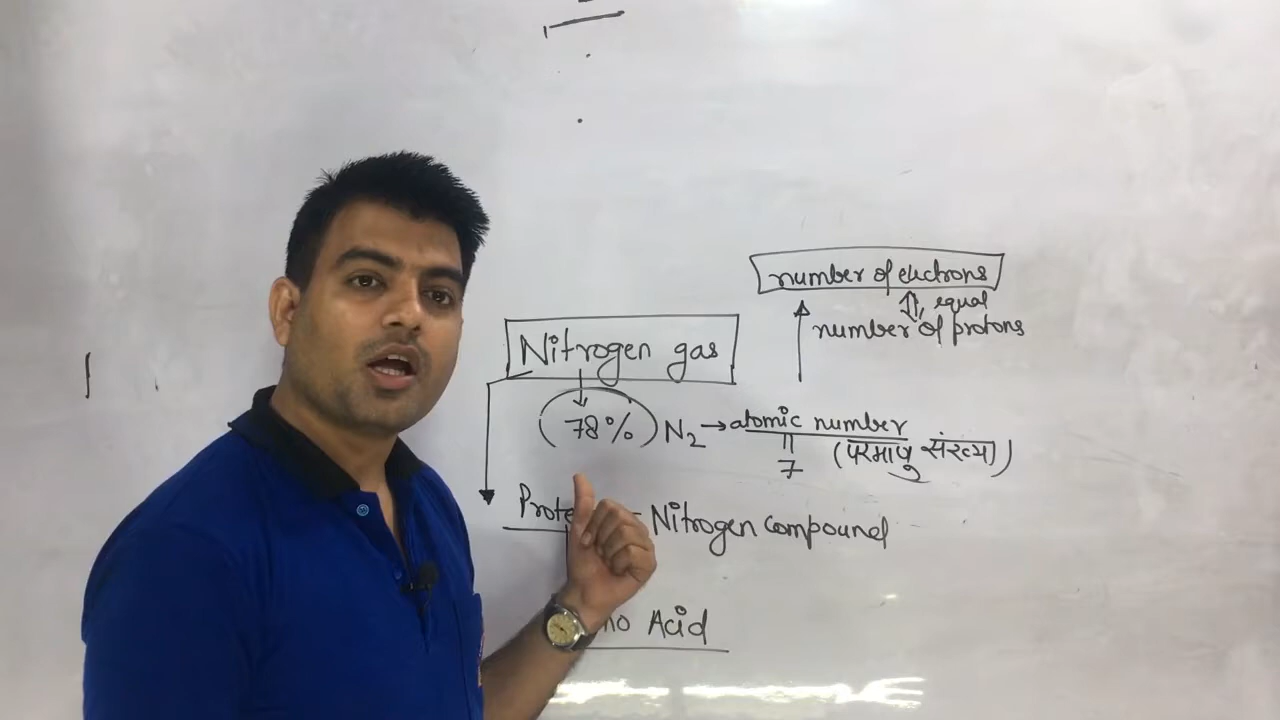 number of electrons
equal
number of protons
Nitrogen gas
78% N2 → atomic number
7 (परमाणु संख्या)
Nitrogen compound
Acid